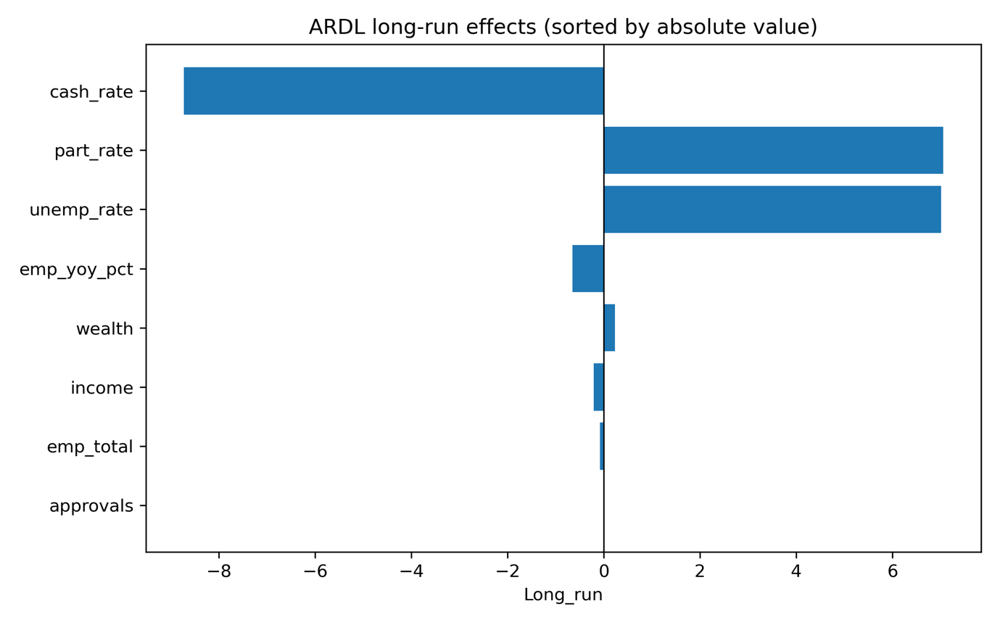 ARDL long-run effects (sorted by absolute value)
cash_rate
part_rate
unemp_rate
emp_yoy_pct
wealth
income
emp_total
approvals
−8 −6 −4 −2 0 2 4 6
Long_run